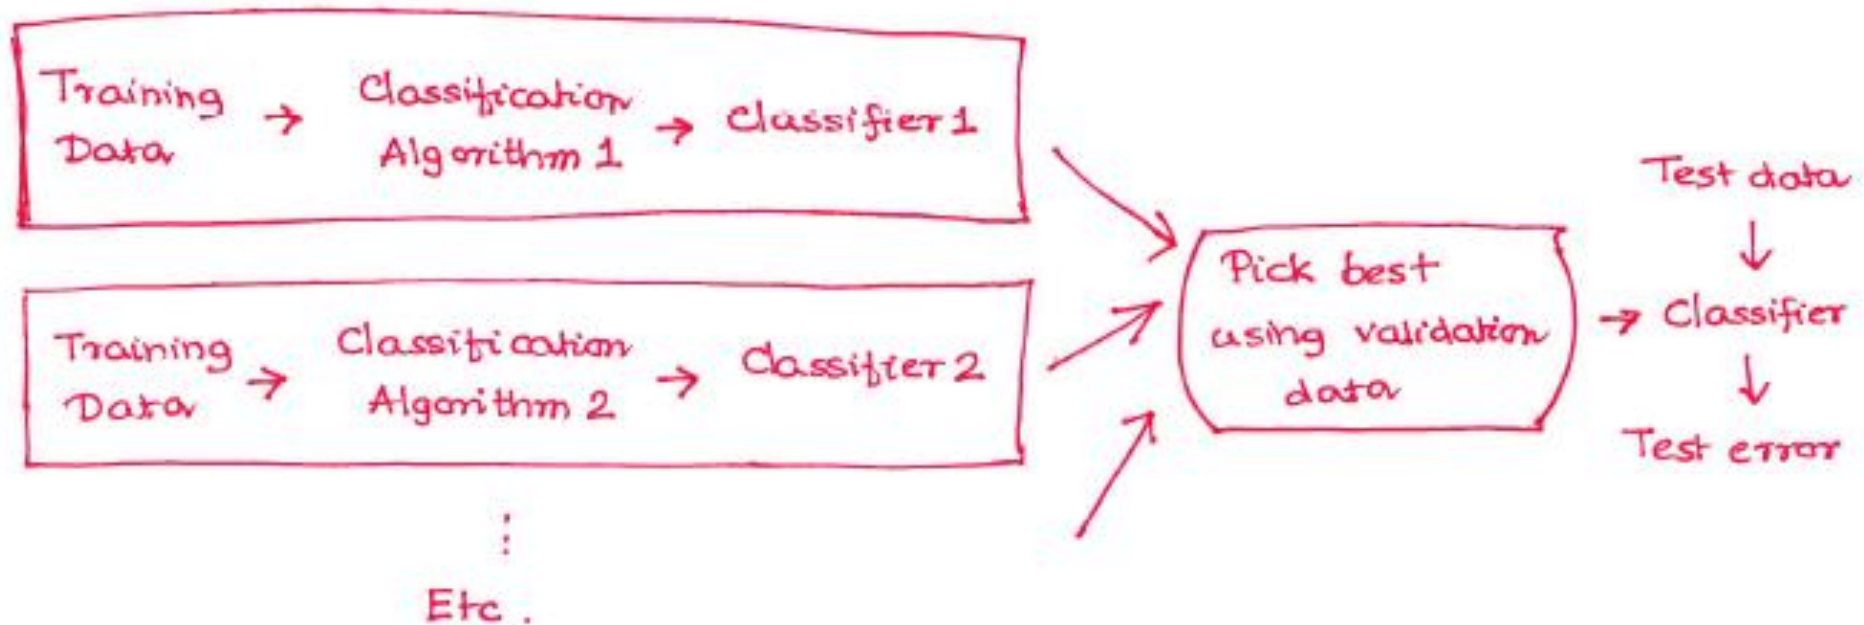 Training
Data
→
Classification
Algorithm 1
→
Classifier 1
Training
Data
→
Classification
Algorithm 2
→
Classifier 2
⋮
Etc.
Pick best
using validation
data
→
Test data
↓
Classifier
↓
Test error